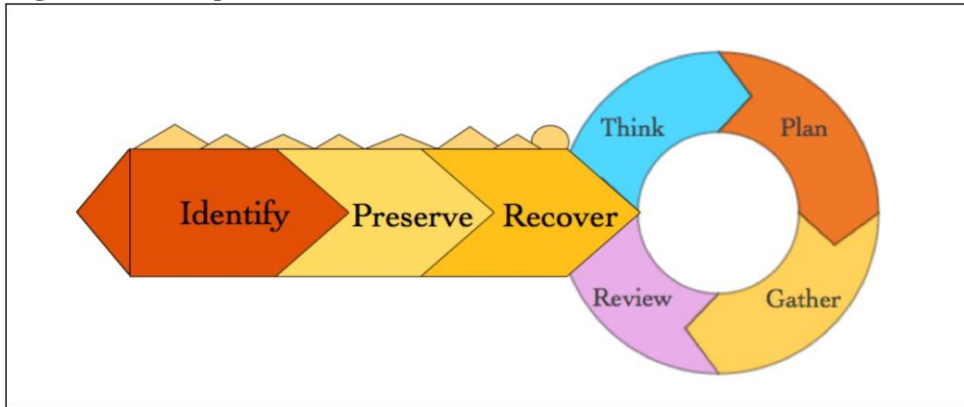 Identify
Preserve
Recover
Think
Plan
Gather
Review